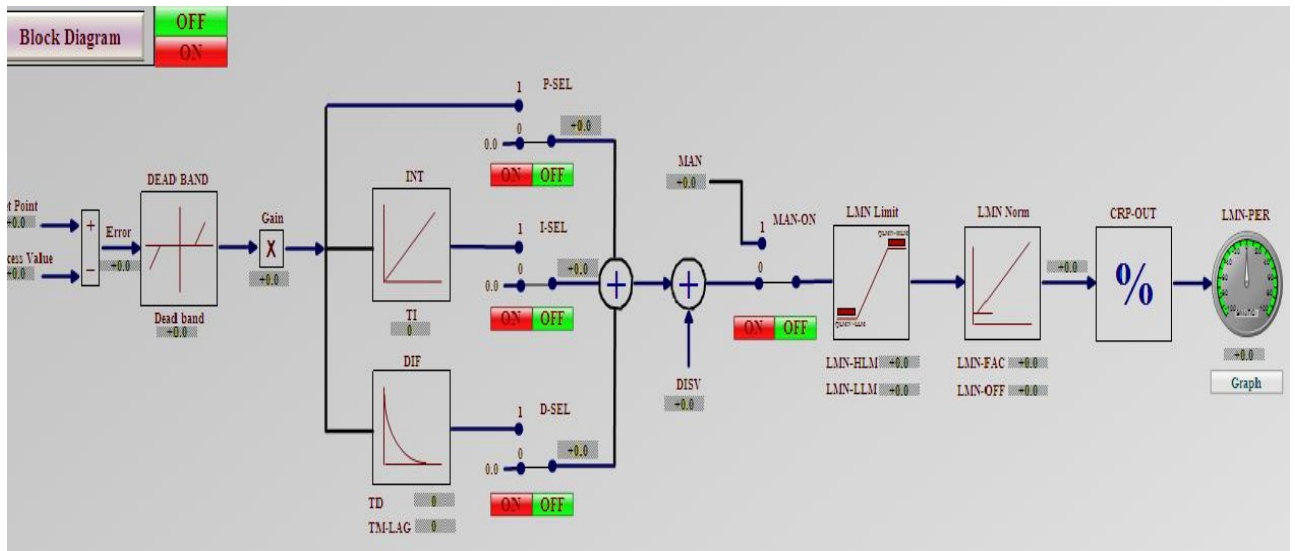 Block Diagram
OFF
ON
P-SEL
1
0
0.0
+0.0
ON OFF
DEAD BAND
INT
MAN
+0.0
t Point
+0.0
+
Error
+0.0
−
cess Value
+0.0
Gain
X
+0.0
Dead band
+0.0
TI
0
1
I-SEL
0
0.0
+0.0
ON OFF
+
+
DISV
+0.0
1
MAN-ON
0
ON OFF
LMN Limit
LMN-HLM +0.0
LMN-LLM +0.0
LMN Norm
+0.0
LMN-FAC +0.0
LMN-OFF +0.0
CRP-OUT
%
LMN-PER
+0.0
Graph
DIF
TD 0
TM-LAG 0
1
D-SEL
0
0.0
+0.0
ON OFF